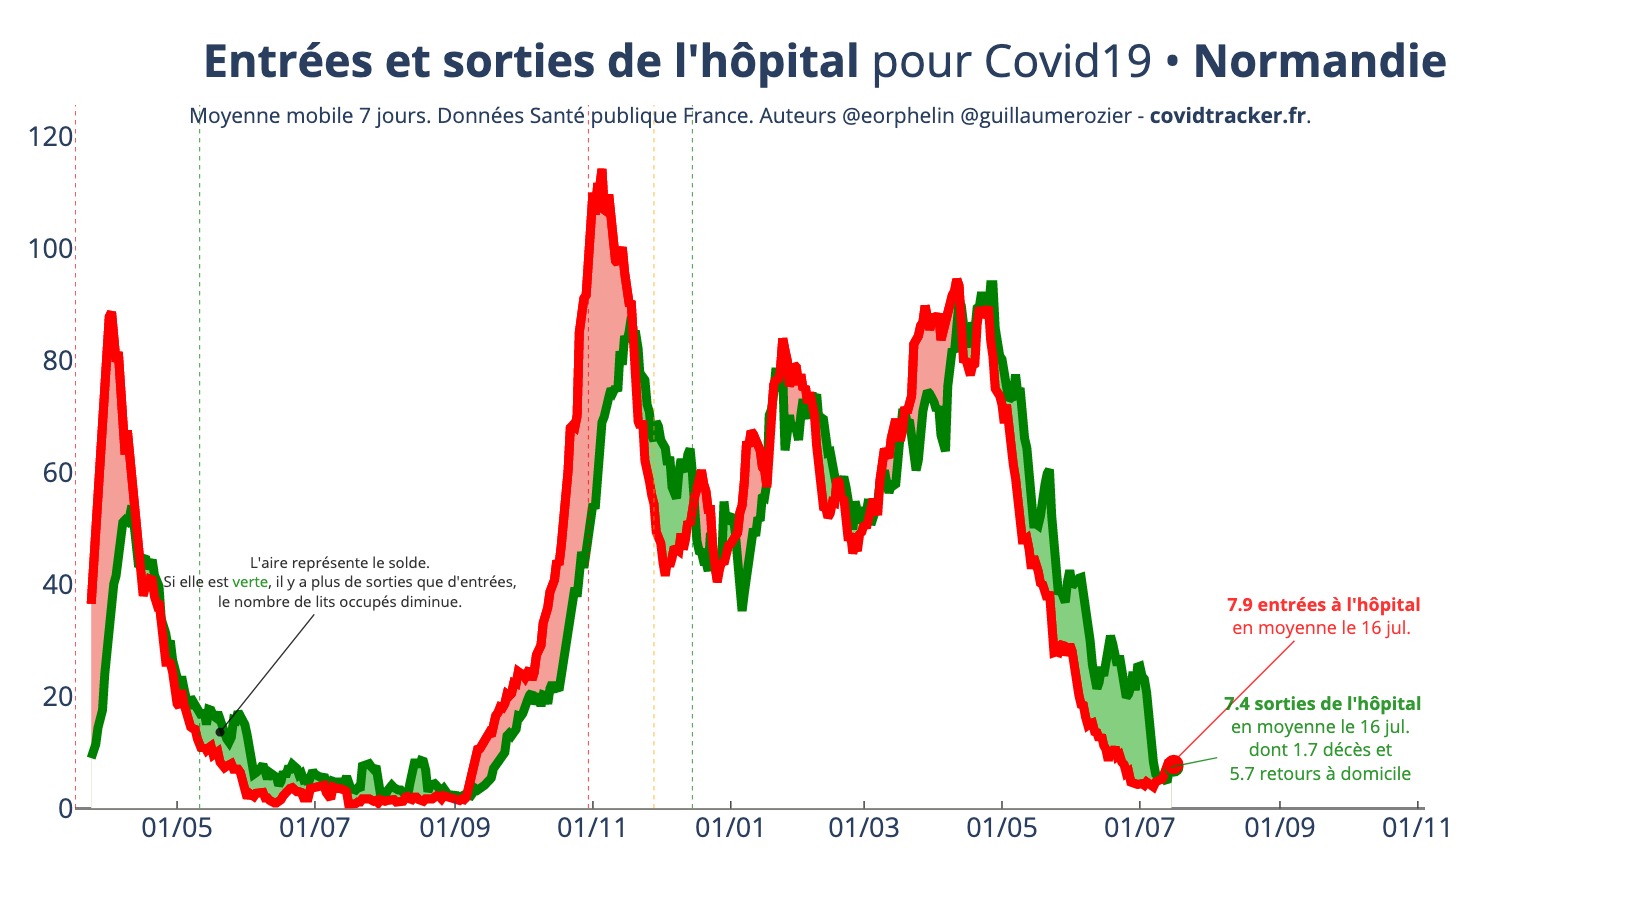 Entrées et sorties de l'hôpital pour Covid19 • Normandie
Moyenne mobile 7 jours. Données Santé publique France. Auteurs @eorphelin @guillaumerozier - covidtracker.fr.
120
100
80
60
40
20
0
L'aire représente le solde.
Si elle est verte, il y a plus de sorties que d'entrées,
le nombre de lits occupés diminue.
7.9 entrées à l'hôpital
en moyenne le 16 jul.
7.4 sorties de l'hôpital
en moyenne le 16 jul.
dont 1.7 décès et
5.7 retours à domicile
01/05 01/07 01/09 01/11 01/01 01/03 01/05 01/07 01/09 01/11